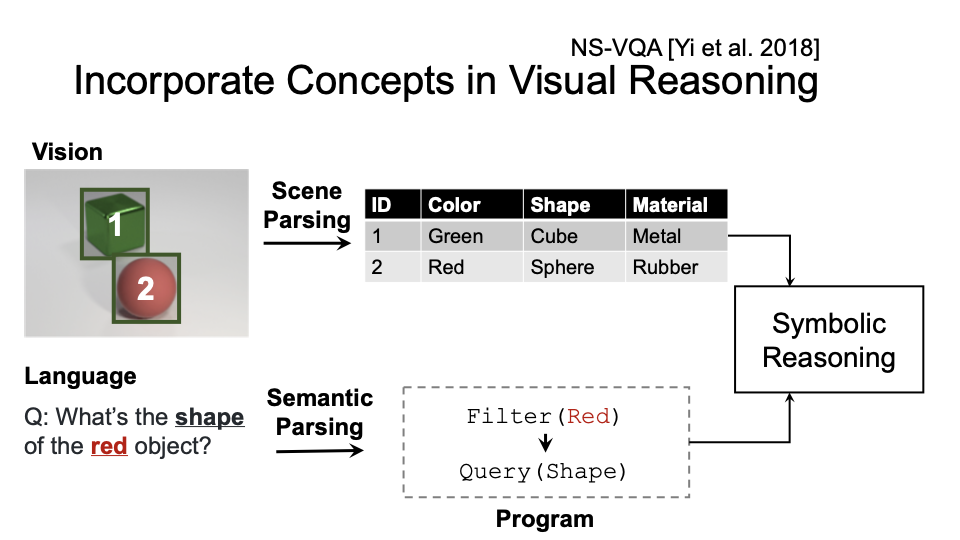 NS-VQA [Yi et al. 2018]
Incorporate Concepts in Visual Reasoning
Vision
1
2
Scene
Parsing
ID Color Shape Material
1 Green Cube Metal
2 Red Sphere Rubber
Symbolic
Reasoning
Language
Q: What's the shape
of the red object?
Semantic
Parsing
Filter(Red)
Query(Shape)
Program